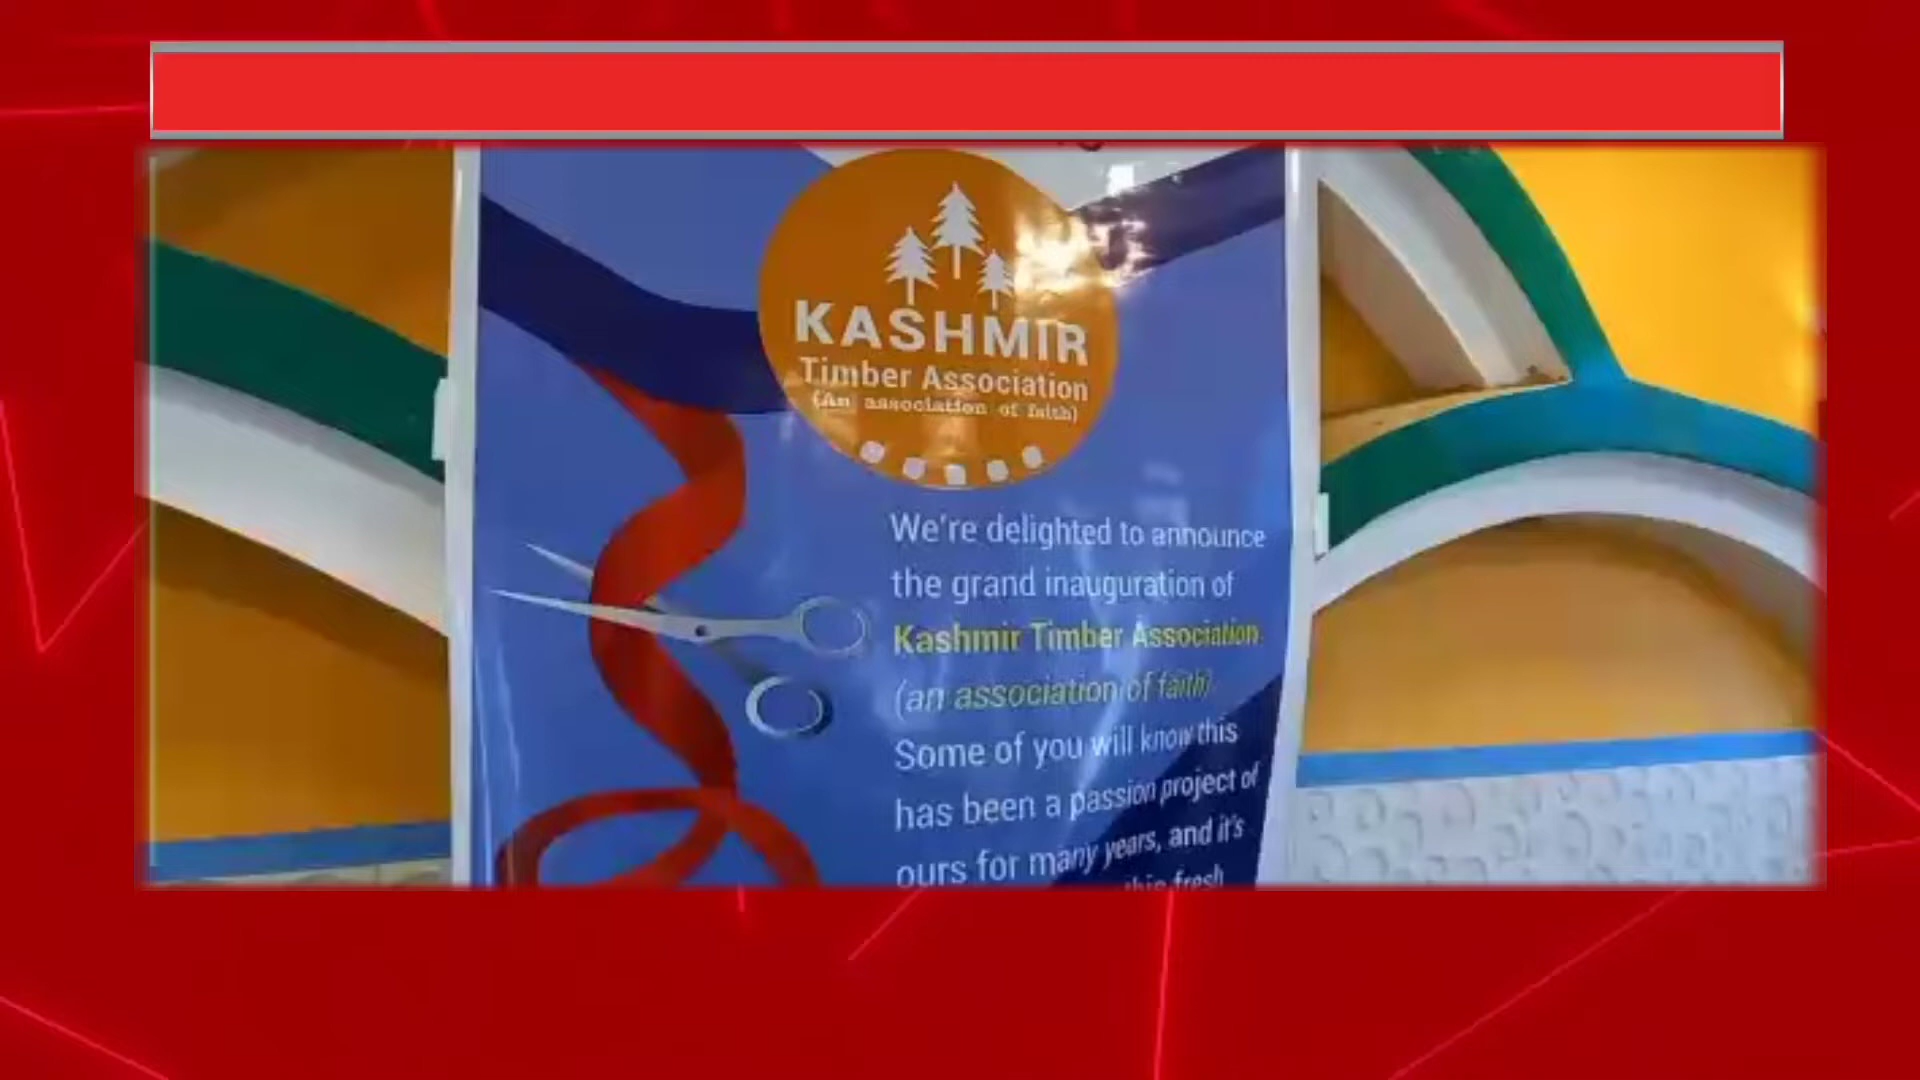 KASHMIR
Timber Association
(An association of faith)
We're delighted to announce
the grand inauguration of
Kashmir Timber Association
(an association of faith)
Some of you will know this
has been a passion project of
ours for many years, and it's
this fresh